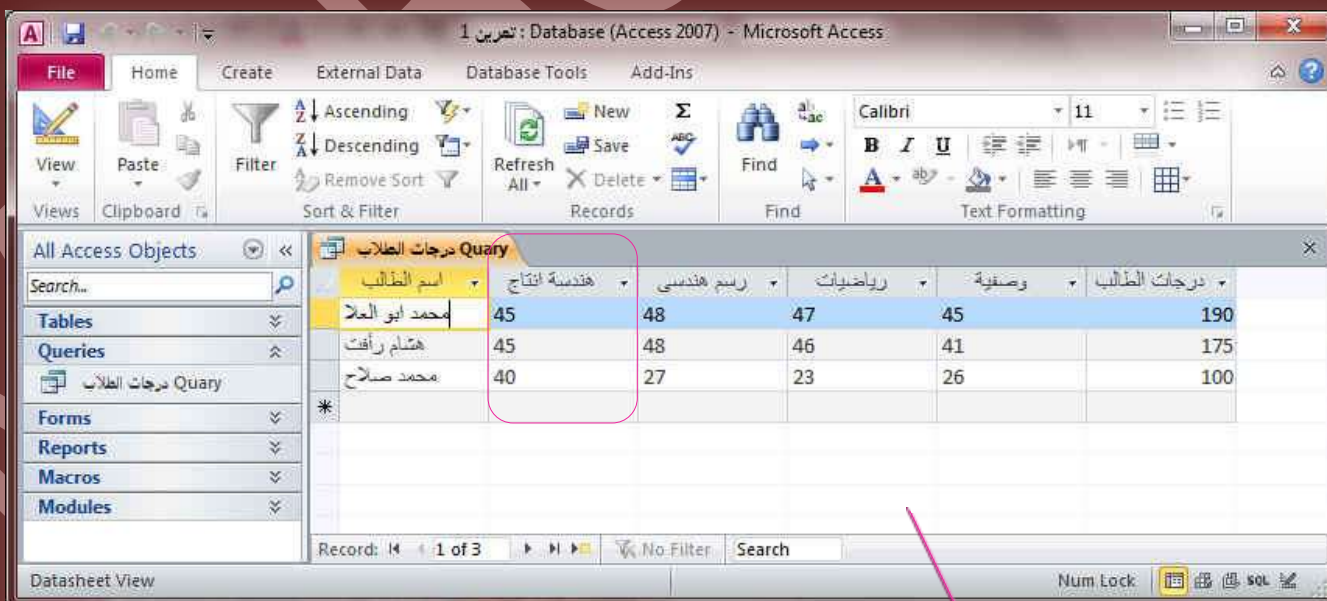 تمرين 1 : Database (Access 2007) - Microsoft Access
File Home Create External Data Database Tools Add-Ins
View Paste Filter Ascending Descending Remove Sort Refresh All New Save Delete Σ ABC Find ab ac Calibri 11 B I U A ab
Views Clipboard Sort & Filter Records Find Text Formatting
All Access Objects
Search...
Tables
Queries
درجات الطلاب Quary
Forms
Reports
Macros
Modules
درجات الطلاب Quary
اسم الطالب هندسة انتاج رسم هندسى رياضيات وصفية درجات الطالب
محمد ابو العلا 45 48 47 45 190
هشام رأفت 45 48 46 41 175
محمد صلاح 40 27 23 26 100
Record: 1 of 3 No Filter Search
Datasheet View Num Lock SQL